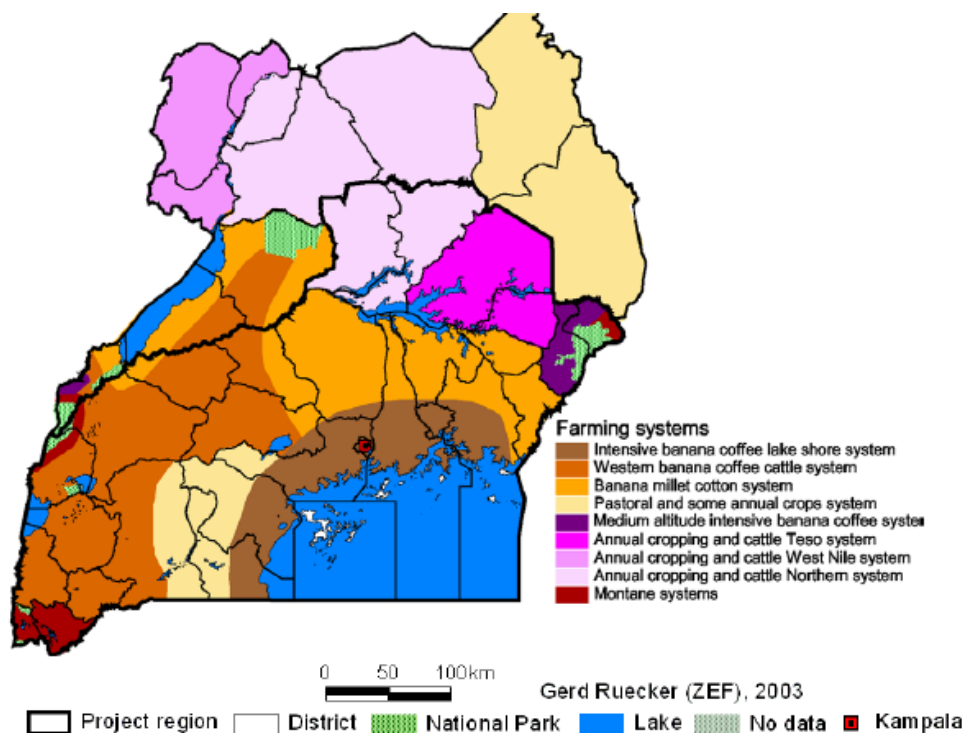 Farming systems
Intensive banana coffee lake shore system
Western banana coffee cattle system
Banana millet cotton system
Pastoral and some annual crops system
Medium altitude intensive banana coffee system
Annual cropping and cattle Teso system
Annual cropping and cattle West Nile system
Annual cropping and cattle Northern system
Montane systems
0 50 100km
Gerd Ruecker (ZEF), 2003
Project region District National Park Lake No data Kampala